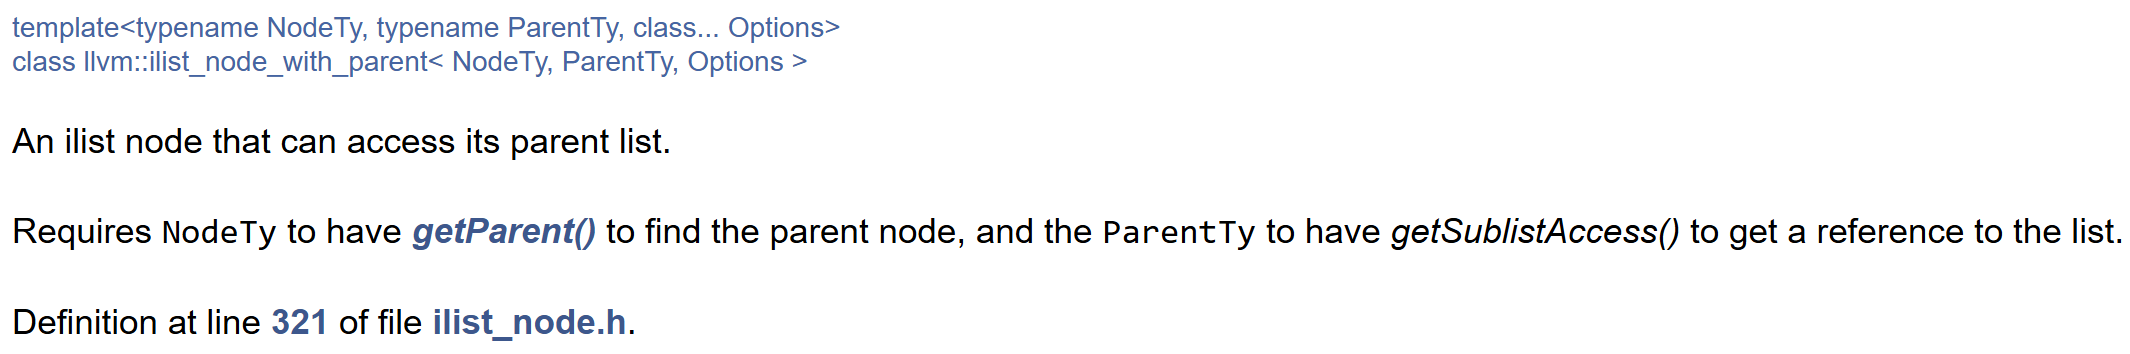 template<typename NodeTy, typename ParentTy, class... Options>
class llvm::ilist_node_with_parent< NodeTy, ParentTy, Options >
An ilist node that can access its parent list.
Requires NodeTy to have getParent() to find the parent node, and the ParentTy to have getSublistAccess() to get a reference to the list.
Definition at line 321 of file ilist_node.h.